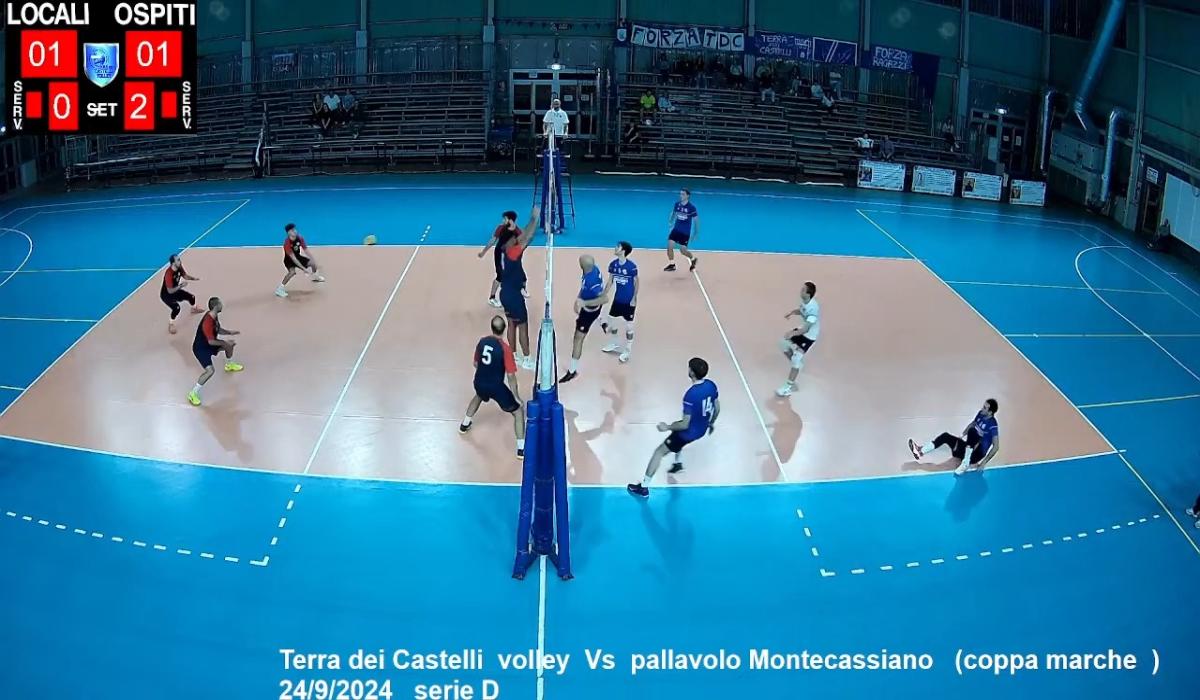 LOCALI OSPITI
01 01
SERV. 0 SET 2 SERV.
FORZA TDC
TERRA
CASTELLI
FORZA
RAGAZZI
5
14
Terra dei Castelli volley Vs pallavolo Montecassiano (coppa marche )
24/9/2024 serie D